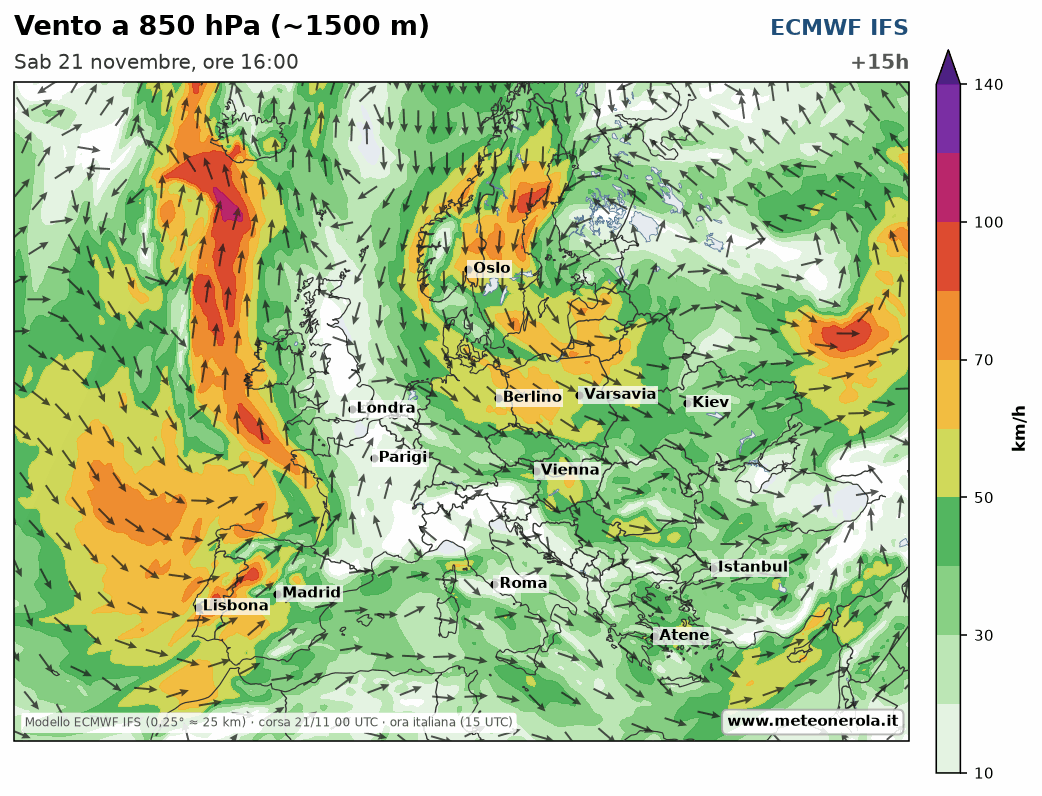 Vento a 850 hPa (~1500 m)
ECMWF IFS
Sab 21 novembre, ore 16:00
+15h
140
100
70
50
30
10
km/h
Oslo
Londra
Berlino
Varsavia
Kiev
Parigi
Vienna
Istanbul
Roma
Madrid
Lisbona
Atene
Modello ECMWF IFS (0,25° ≈ 25 km) · corsa 21/11 00 UTC · ora italiana (15 UTC)
www.meteonerola.it